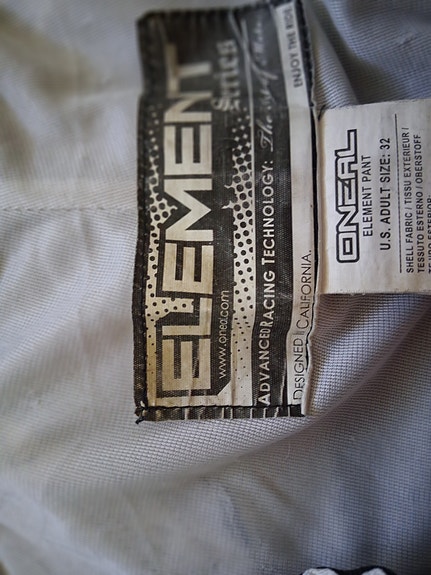 ELEMENT
Series
www.oneal.com
ADVANCED RACING TECHNOLOGY: The
DESIGNED CALIFORNIA.
ENJOY THE RIDE
ONEAL
ELEMENT PANT
U.S. ADULT SIZE: 32
SHELL FABRIC / TISSU EXTERIEUR /
TESSUTO ESTERNO / OBERSTOFF